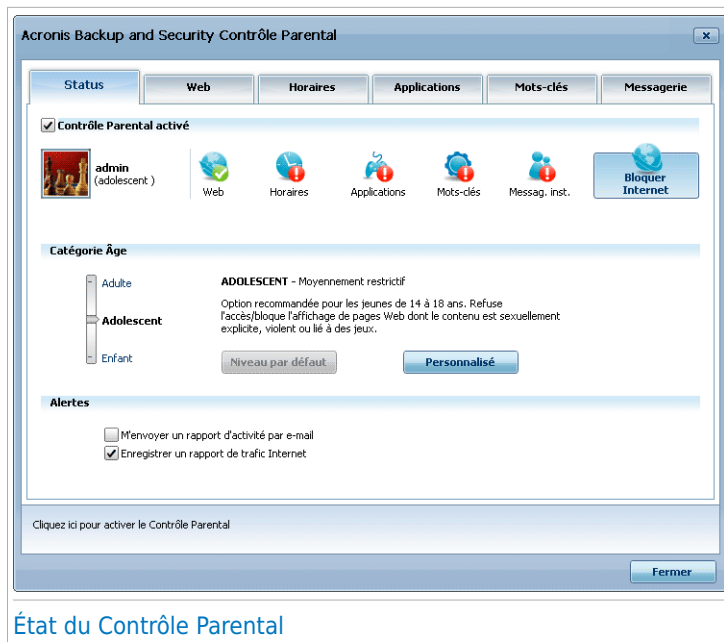 Acronis Backup and Security Contrôle Parental
Status
Web
Horaires
Applications
Mots-clés
Messagerie
Contrôle Parental activé
admin
(adolescent )
Web
Horaires
Applications
Mots-clés
Messag. inst.
Bloquer
Internet
Catégorie Âge
Adulte
Adolescent
Enfant
ADOLESCENT - Moyennement restrictif
Option recommandée pour les jeunes de 14 à 18 ans. Refuse
l'accès/bloque l'affichage de pages Web dont le contenu est sexuellement
explicite, violent ou lié à des jeux.
Niveau par défaut
Personnalisé
Alertes
M'envoyer un rapport d'activité par e-mail
Enregistrer un rapport de trafic Internet
Cliquez ici pour activer le Contrôle Parental
Fermer
État du Contrôle Parental